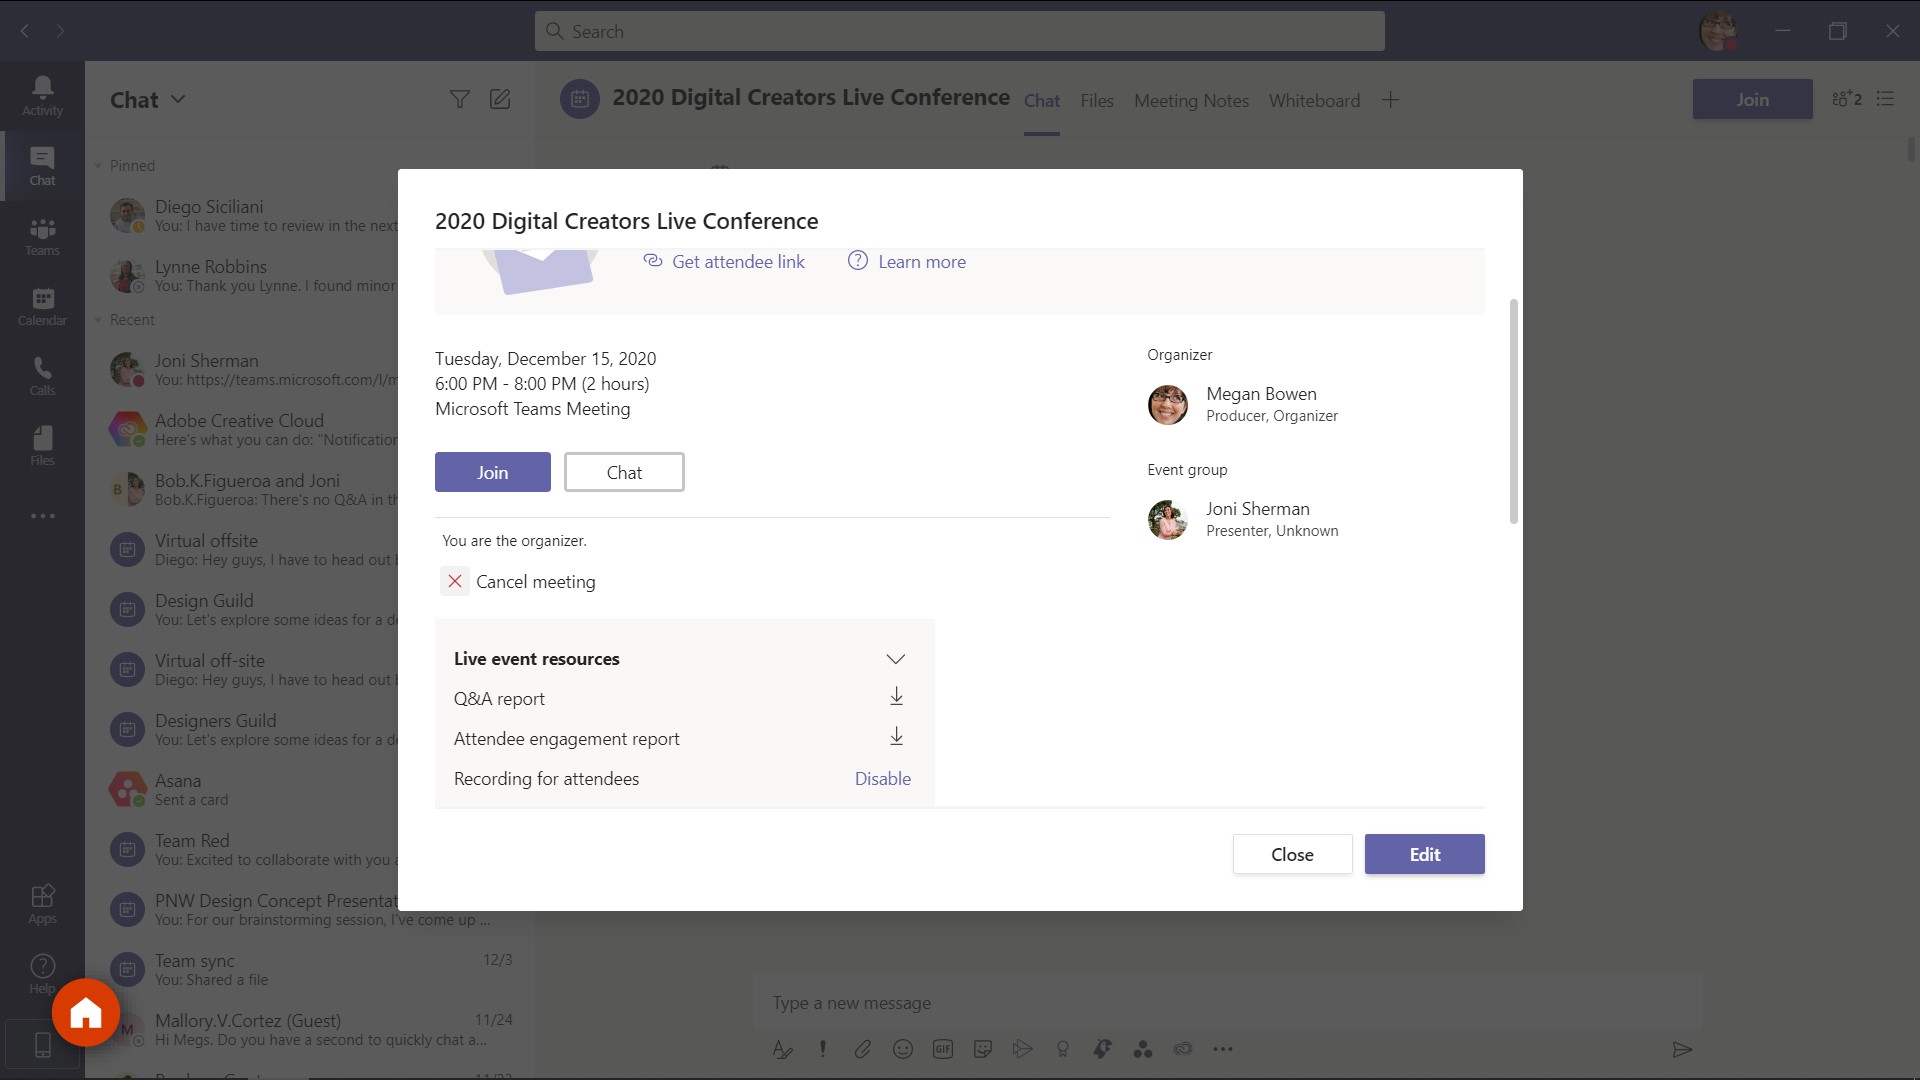 Search
Activity
Chat
Teams
Calendar
Calls
Files
Apps
Help
Chat
Pinned
Diego Siciliani
You: I have time to review in the next
Lynne Robbins
You: Thank you Lynne. I found minor
Recent
Joni Sherman
You: https://teams.microsoft.com/l/m
Adobe Creative Cloud
Here's what you can do: "Notification
B
Bob.K.Figueroa and Joni
Bob.K.Figueroa: There's no Q&A in th
Virtual offsite
Diego: Hey guys, I have to head out
Design Guild
You: Let's explore some ideas for a de
Virtual off-site
Diego: Hey guys, I have to head out
Designers Guild
You: Let's explore some ideas for a de
Asana
Sent a card
Team Red
You: Excited to collaborate with you
PNW Design Concept Presentat
You: For our brainstorming session, I've come up ...
Team sync 12/3
You: Shared a file
M
Mallory.V.Cortez (Guest) 11/24
Hi Megs. Do you have a second to quickly chat a...
2020 Digital Creators Live Conference Chat Files Meeting Notes Whiteboard
Join 2
2020 Digital Creators Live Conference
Get attendee link Learn more
Tuesday, December 15, 2020
6:00 PM - 8:00 PM (2 hours)
Microsoft Teams Meeting
Join Chat
You are the organizer.
Cancel meeting
Live event resources
Q&A report
Attendee engagement report
Recording for attendees Disable
Organizer
Megan Bowen
Producer, Organizer
Event group
Joni Sherman
Presenter, Unknown
Close Edit
Type a new message
GIF